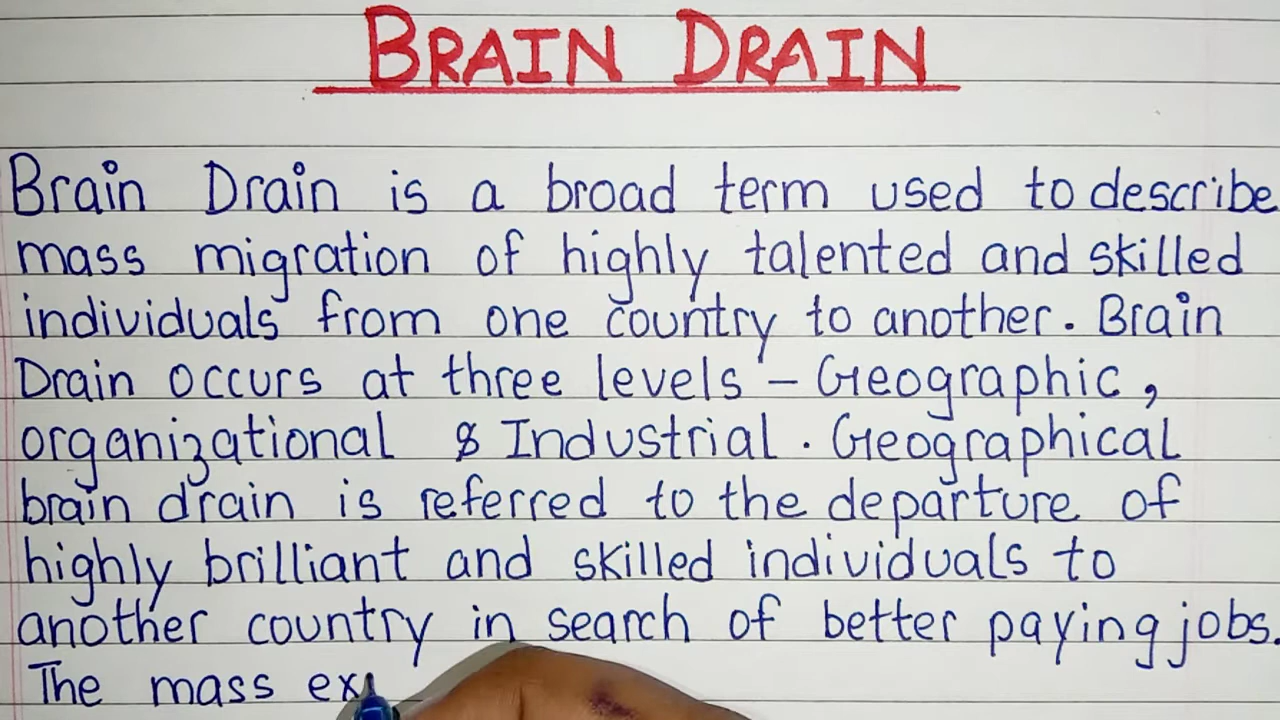 BRAIN DRAIN
Brain Drain is a broad term used to describe
mass migration of highly talented and skilled
individuals from one country to another. Brain
Drain occurs at three levels - Geographic,
organizational & Industrial. Geographical
brain drain is referred to the departure of
highly brilliant and skilled individuals to
another country in search of better paying jobs.
The mass ex